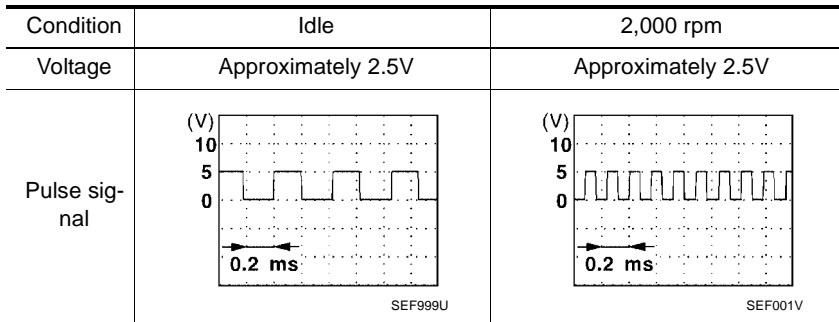 Condition Idle 2,000 rpm
Voltage Approximately 2.5V Approximately 2.5V
Pulse sig-
nal
(V)
10
5
0
0.2 ms
SEF999U
(V)
10
5
0
0.2 ms
SEF001V